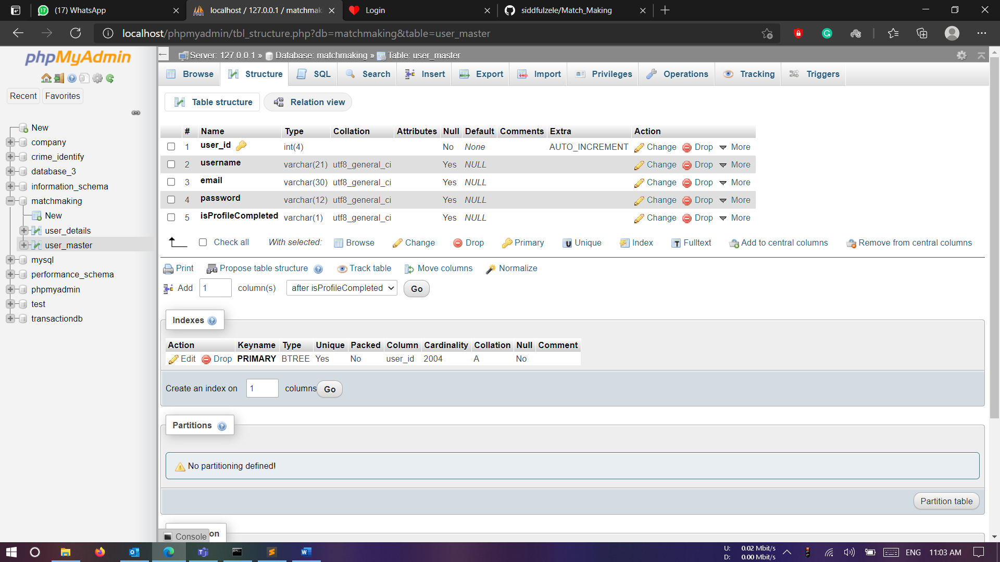 (17) WhatsApp
localhost / 127.0.0.1 / matchmak
Login
siddfulzele/Match_Making
localhost/phpmyadmin/tbl_structure.php?db=matchmaking&table=user_master
phpMyAdmin
Recent
Favorites
New
company
crime_identify
database_3
information_schema
matchmaking
New
user_details
user_master
mysql
performance_schema
phpmyadmin
test
transactiondb
Server: 127.0.0.1 » Database: matchmaking » Table: user_master
Browse Structure SQL Search Insert Export Import Privileges Operations Tracking Triggers
Table structure Relation view
# Name Type Collation Attributes Null Default Comments Extra Action
1 user_id int(4) No None AUTO_INCREMENT Change Drop More
2 username varchar(21) utf8_general_ci Yes NULL Change Drop More
3 email varchar(30) utf8_general_ci Yes NULL Change Drop More
4 password varchar(12) utf8_general_ci Yes NULL Change Drop More
5 isProfileCompleted varchar(1) utf8_general_ci Yes NULL Change Drop More
Check all With selected: Browse Change Drop Primary Unique Index Fulltext Add to central columns Remove from central columns
Print Propose table structure Track table Move columns Normalize
Add 1 column(s) after isProfileCompleted Go
Indexes
Action Keyname Type Unique Packed Column Cardinality Collation Null Comment
Edit Drop PRIMARY BTREE Yes No user_id 2004 A No
Create an index on 1 columns Go
Partitions
No partitioning defined!
Partition table
Console on
U: 0.02 Mbit/s
D: 0.00 Mbit/s
ENG 11:03 AM